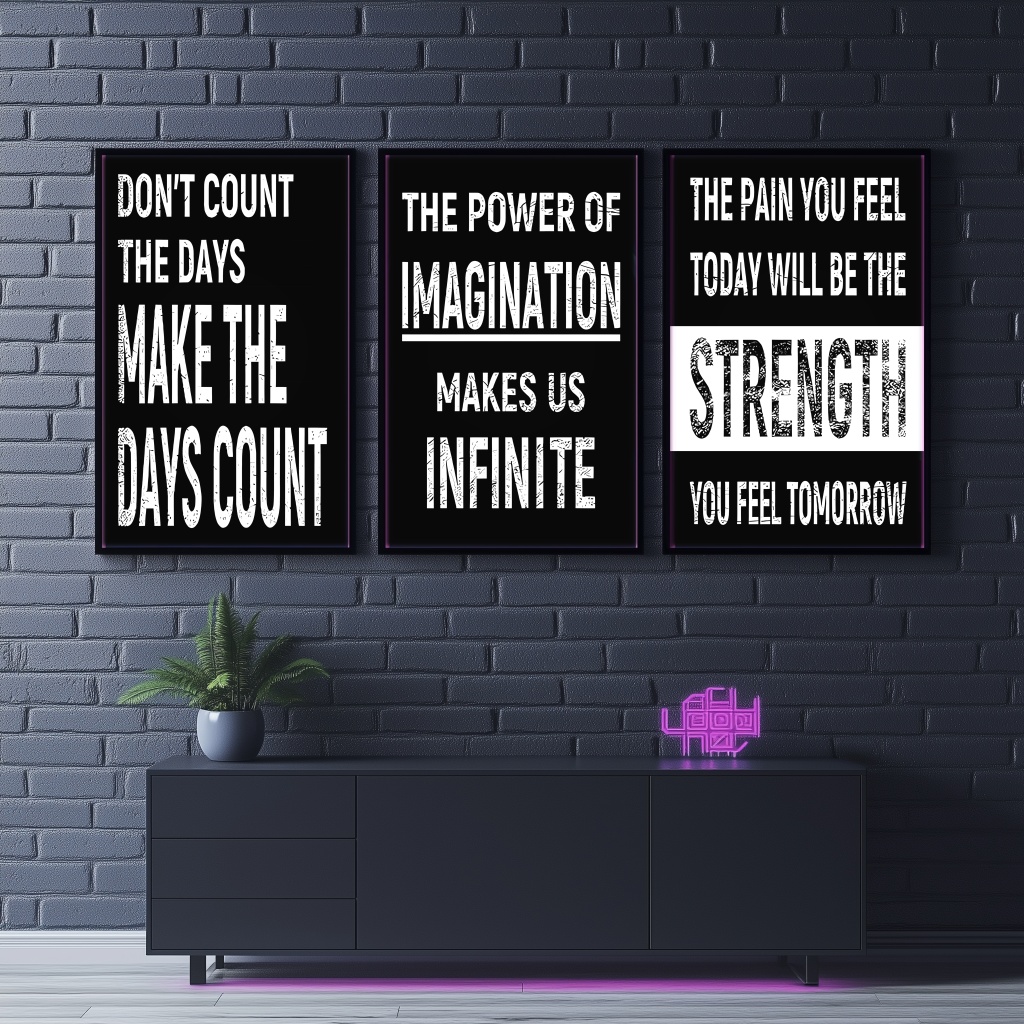 DON'T COUNT
THE DAYS
MAKE THE
DAYS COUNT
THE POWER OF
IMAGINATION
MAKES US
INFINITE
THE PAIN YOU FEEL
TODAY WILL BE THE
STRENGTH
YOU FEEL TOMORROW